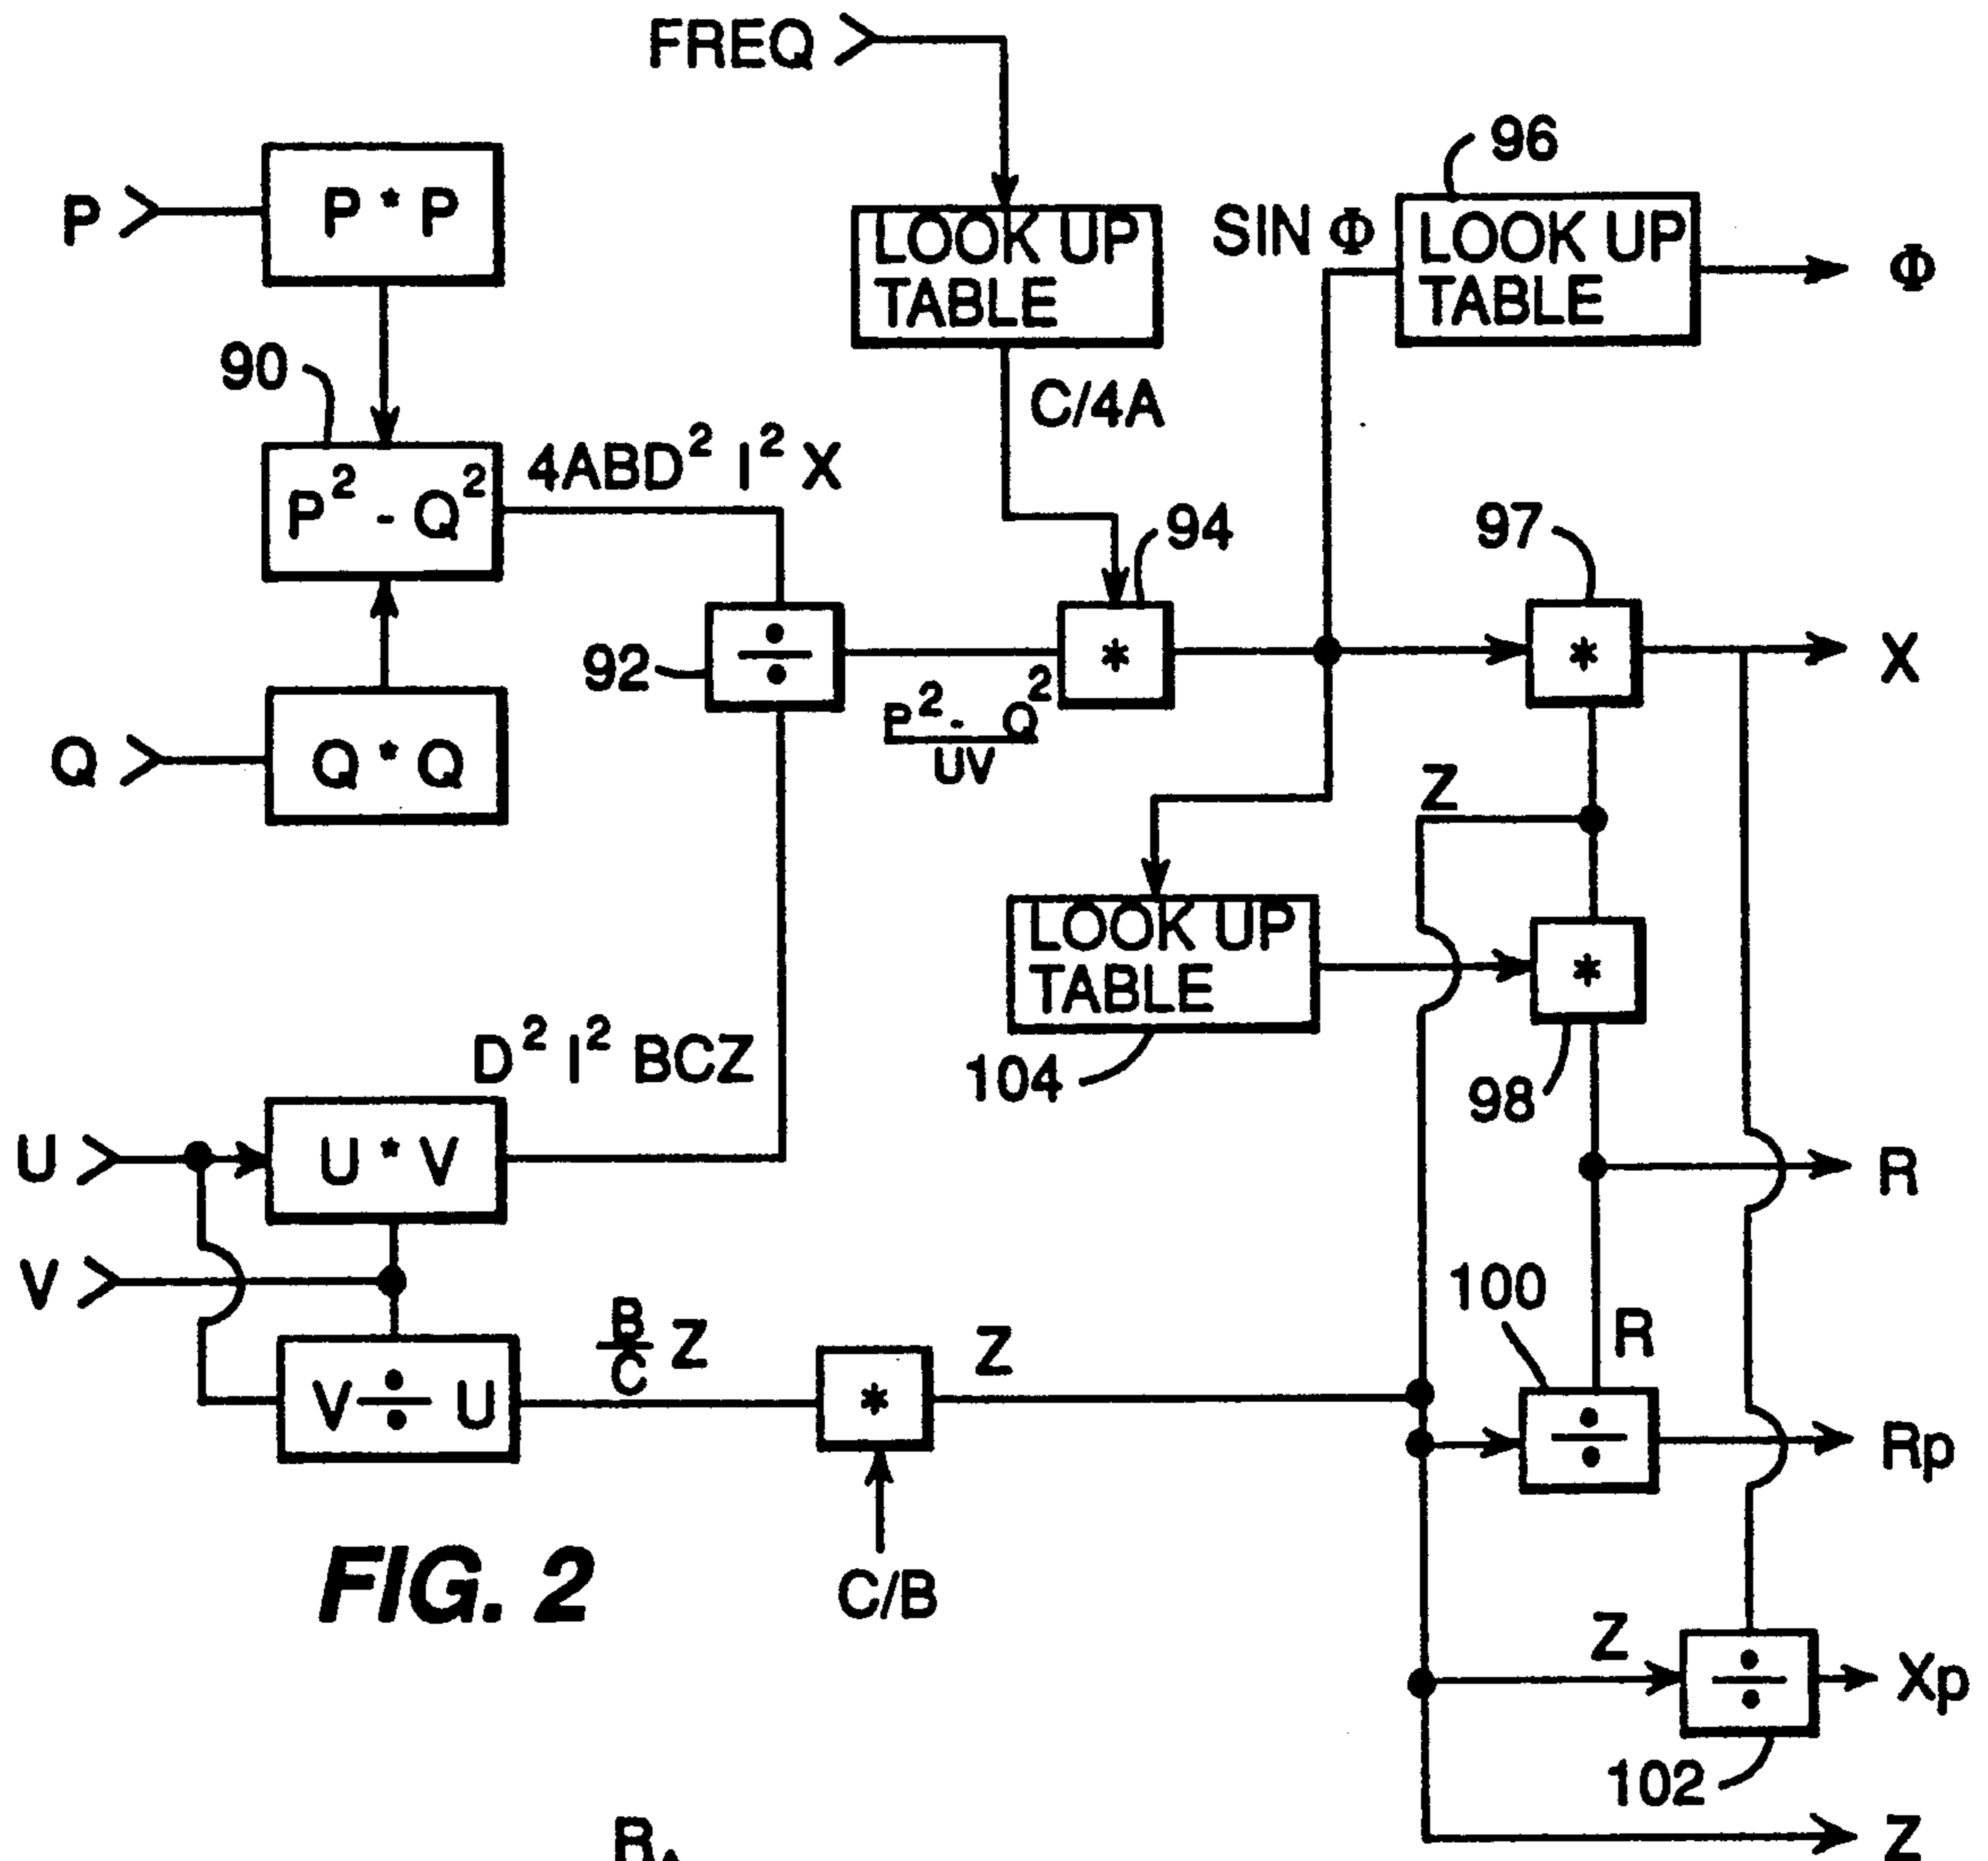 FREQ
96
P
P * P
LOOK UP
TABLE
SIN Φ
LOOK UP
TABLE
Φ
90
C/4A
4ABD² I² X
P² - Q²
94
97
92
÷
*
*
X
P² - Q²
UV
Q
Q * Q
Z
LOOK UP
TABLE
*
104
98
D² I² BCZ
U
U * V
R
V
100
B
C
Z
Z
R
V ÷ U
*
÷
Rp
FIG. 2
C/B
Z
÷
Xp
102
R
Z